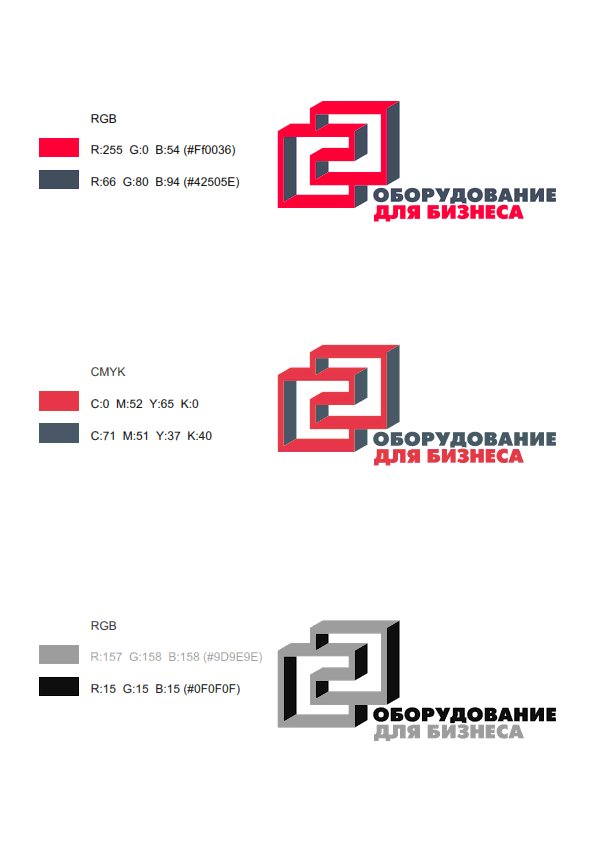 RGB
R:255 G:0 B:54 (#Ff0036)
R:66 G:80 B:94 (#42505E)
ОБОРУДОВАНИЕ
ДЛЯ БИЗНЕСА
CMYK
C:0 M:52 Y:65 K:0
C:71 M:51 Y:37 K:40
ОБОРУДОВАНИЕ
ДЛЯ БИЗНЕСА
RGB
R:157 G:158 B:158 (#9D9E9E)
R:15 G:15 B:15 (#0F0F0F)
ОБОРУДОВАНИЕ
ДЛЯ БИЗНЕСА